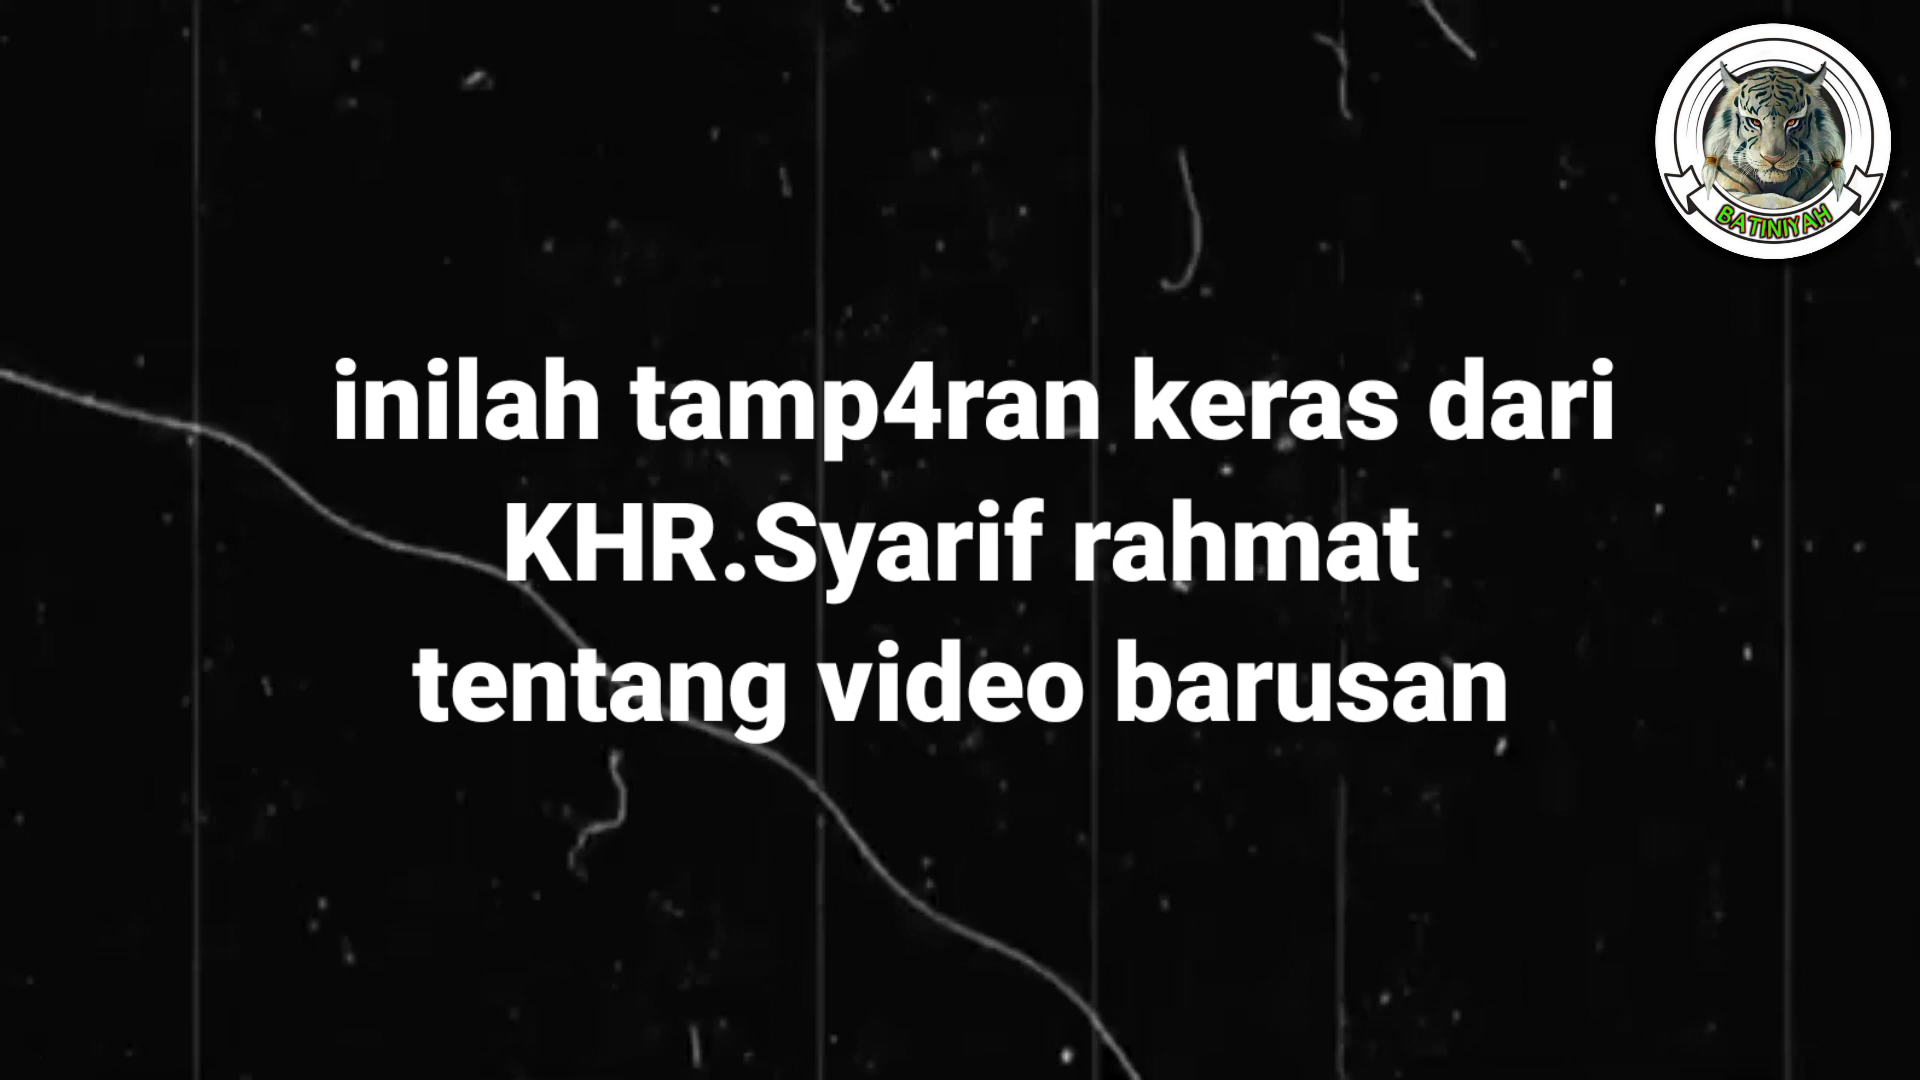 BATINIYAH
inilah tamp4ran keras dari
KHR.Syarif rahmat
tentang video barusan